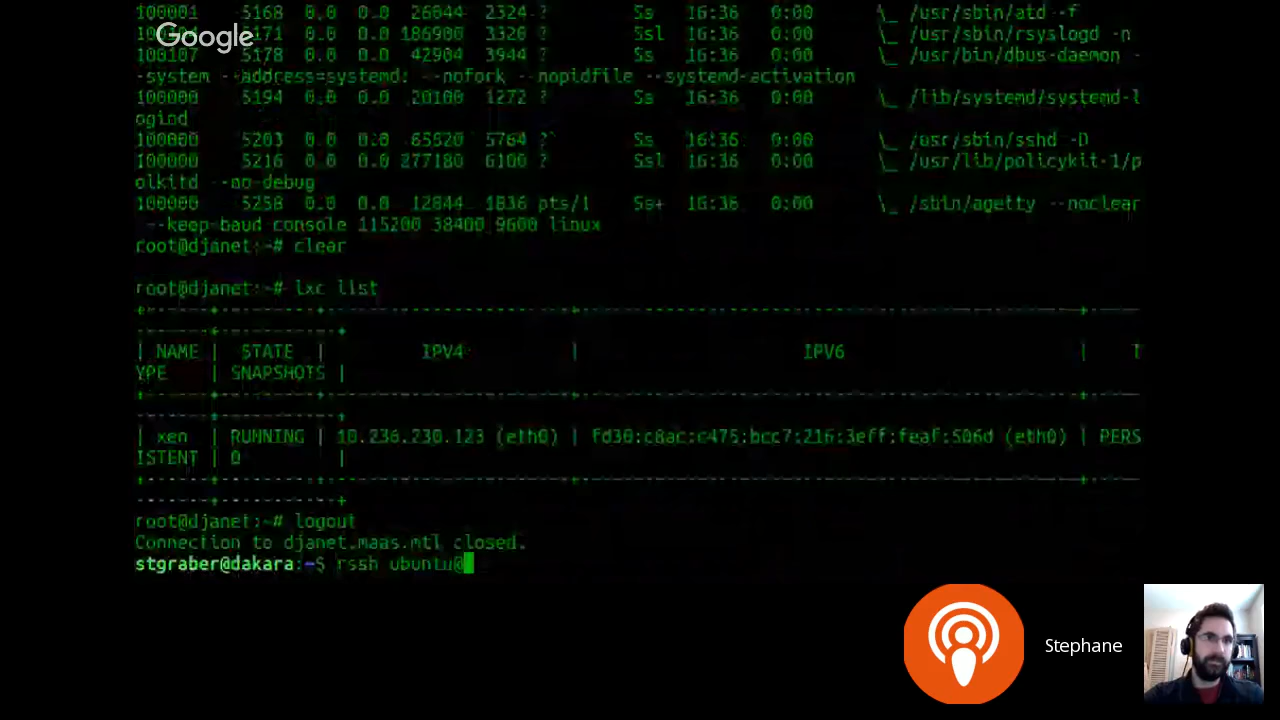 100001 5168 0.0 0.0 26044 2324 ? Ss 16:36 0:00 \_ /usr/sbin/atd -f
Google
5171 0.0 0.0 186900 3320 ? Ssl 16:36 0:00 \_ /usr/sbin/rsyslogd -n
100107 5178 0.0 0.0 42904 3944 ? Ss 16:36 0:00 \_ /usr/bin/dbus-daemon -
-system --address=systemd: --nofork --nopidfile --systemd-activation
100000 5194 0.0 0.0 20100 1272 ? Ss 16:36 0:00 \_ /lib/systemd/systemd-l
ogind
100000 5203 0.0 0.0 65520 5764 ? Ss 16:36 0:00 \_ /usr/sbin/sshd -D
100000 5216 0.0 0.0 277180 6100 ? Ssl 16:36 0:00 \_ /usr/lib/policykit-1/p
olkitd --no-debug
100000 5258 0.0 0.0 12844 1836 pts/1 Ss+ 16:36 0:00 \_ /sbin/agetty --noclear
--keep-baud console 115200 38400 9600 linux
root@djanet:~# clear
root@djanet:~# lxc list
| NAME | STATE | IPV4 | IPV6 | T
YPE | SNAPSHOTS |
| xen | RUNNING | 10.236.230.123 (eth0) | fd30:c8ac:c475:bcc7:216:3eff:feaf:506d (eth0) | PERS
ISTENT | 0 |
root@djanet:~# logout
Connection to djanet.maas.mtl closed.
stgraber@dakara:~$ rssh ubuntu@
Stephane